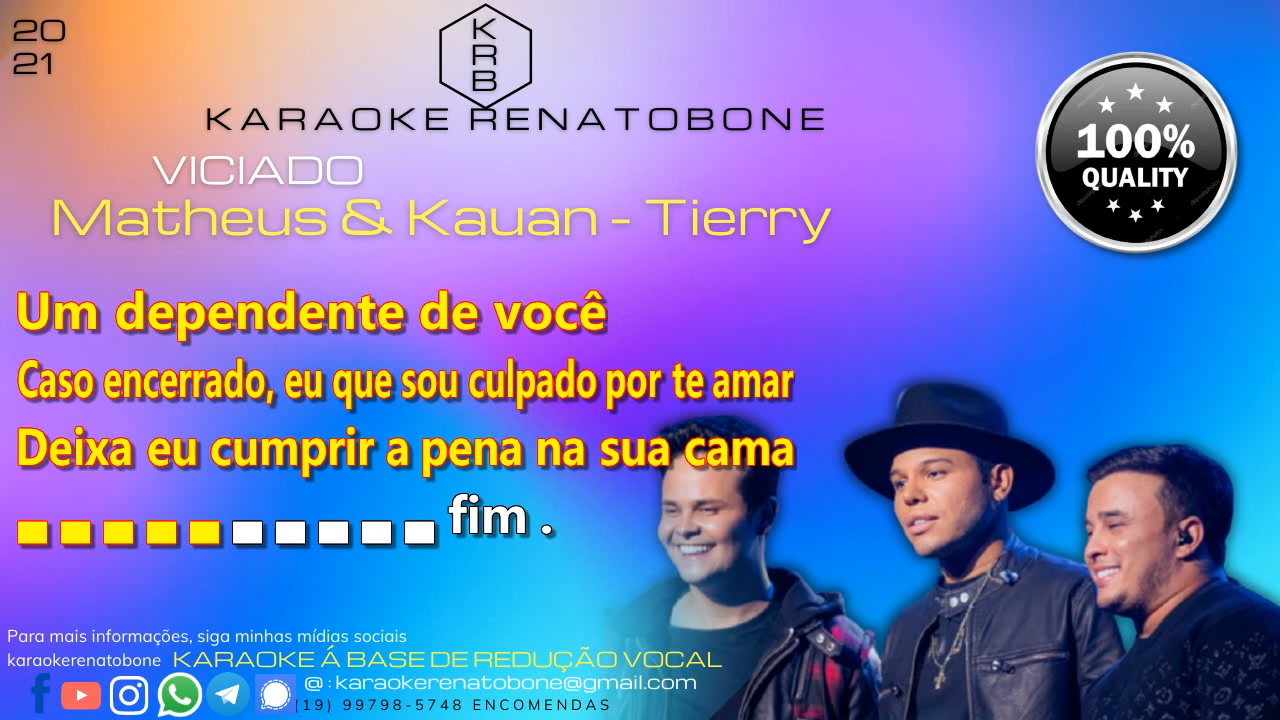 20
21
K
R
B
KARAOKE RENATOBONE
VICIADO
Matheus & Kauan - Tierry
100%
QUALITY
Um dependente de você
Caso encerrado, eu que sou culpado por te amar
Deixa eu cumprir a pena na sua cama
fim .
Para mais informações, siga minhas mídias sociais
karaokerenatobone KARAOKE Á BASE DE REDUÇÃO VOCAL
@ : karaokerenatobone@gmail.com
(19) 99798-5748 ENCOMENDAS